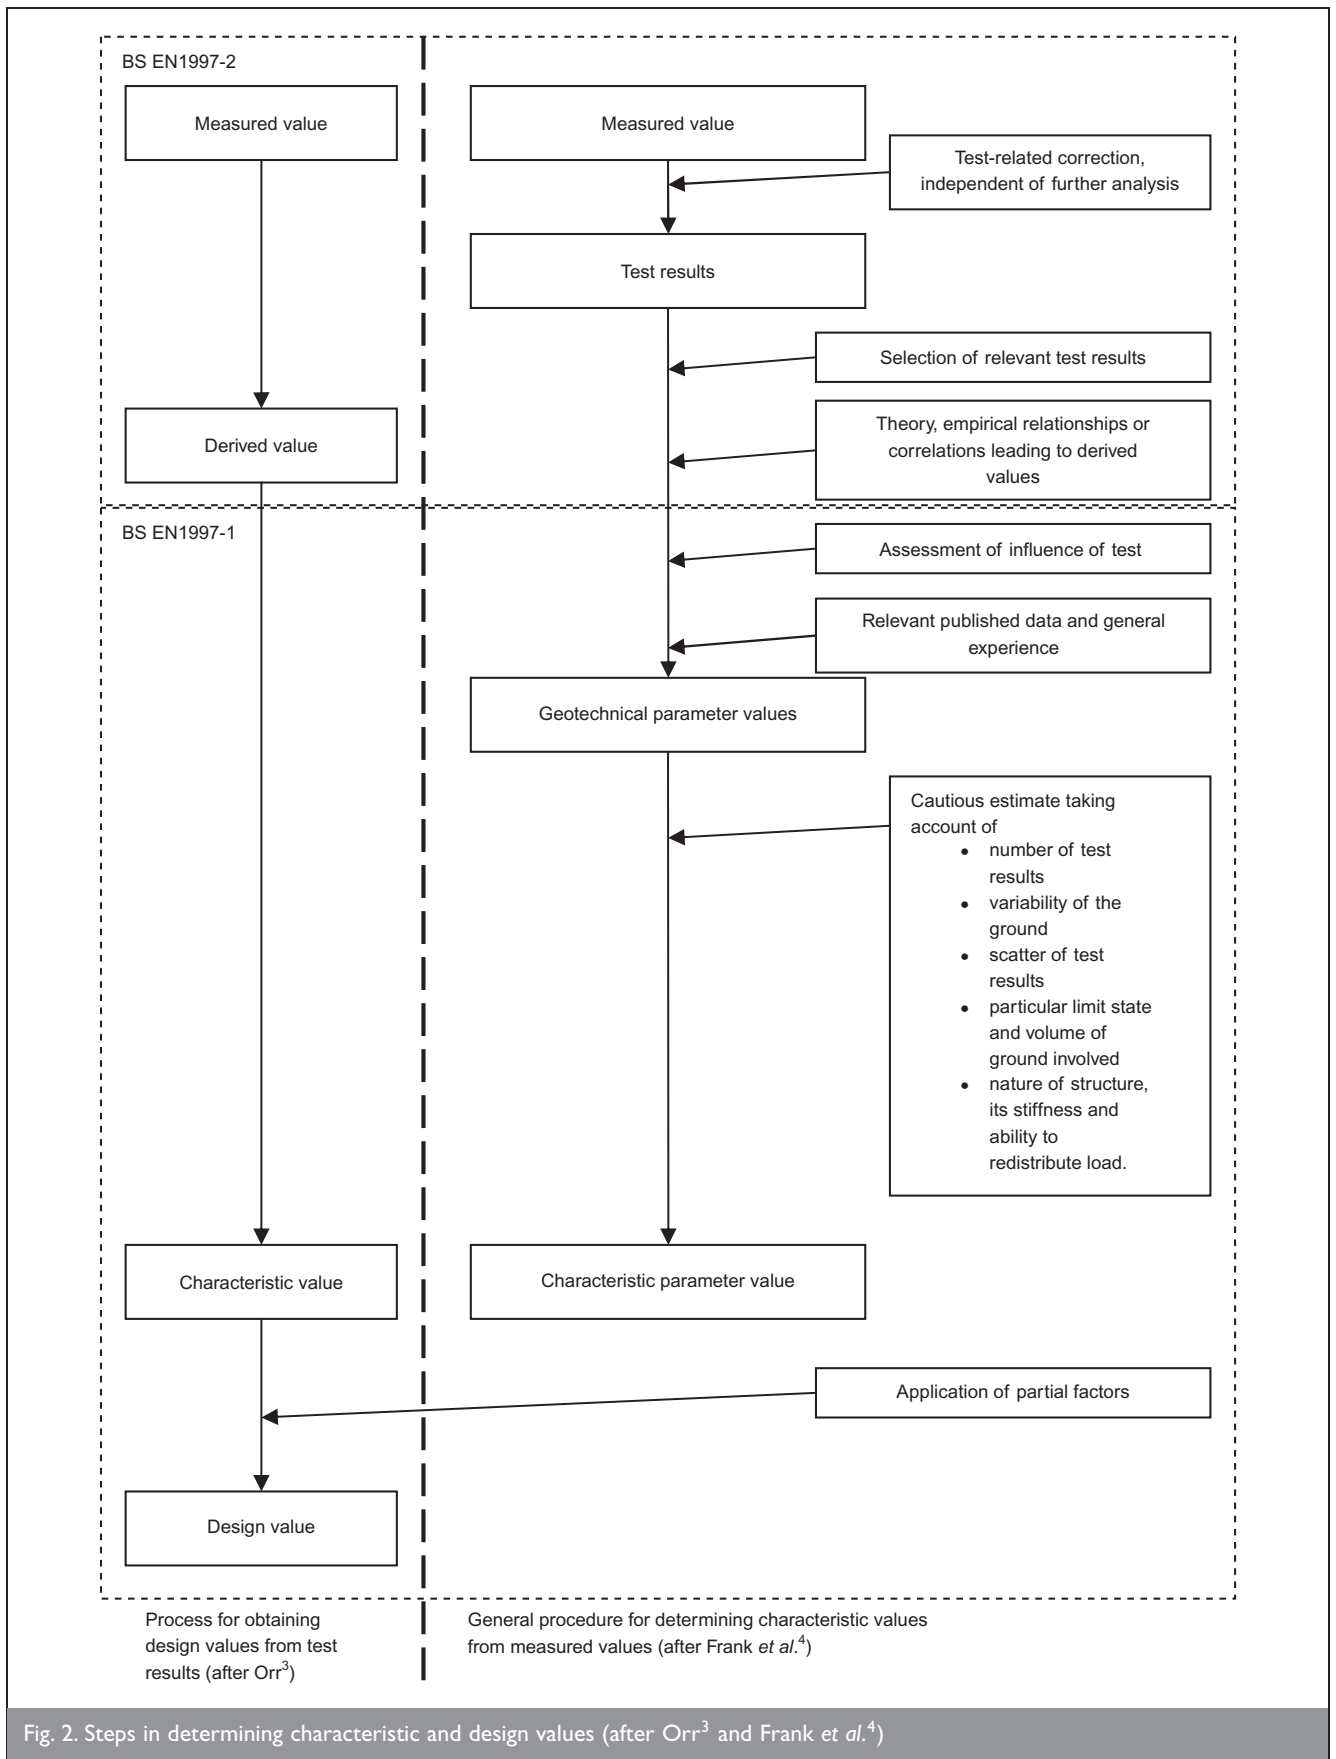 BS EN1997-2
Measured value
Derived value
Measured value
Test-related correction,
independent of further analysis
Test results
Selection of relevant test results
Theory, empirical relationships or
correlations leading to derived
values
BS EN1997-1
Assessment of influence of test
Relevant published data and general
experience
Geotechnical parameter values
Cautious estimate taking
account of
• number of test
results
• variability of the
ground
• scatter of test
results
• particular limit state
and volume of
ground involved
• nature of structure,
its stiffness and
ability to
redistribute load.
Characteristic value
Characteristic parameter value
Application of partial factors
Design value
Process for obtaining
design values from test
results (after Orr³)
General procedure for determining characteristic values
from measured values (after Frank et al.⁴)
Fig. 2. Steps in determining characteristic and design values (after Orr³ and Frank et al.⁴)